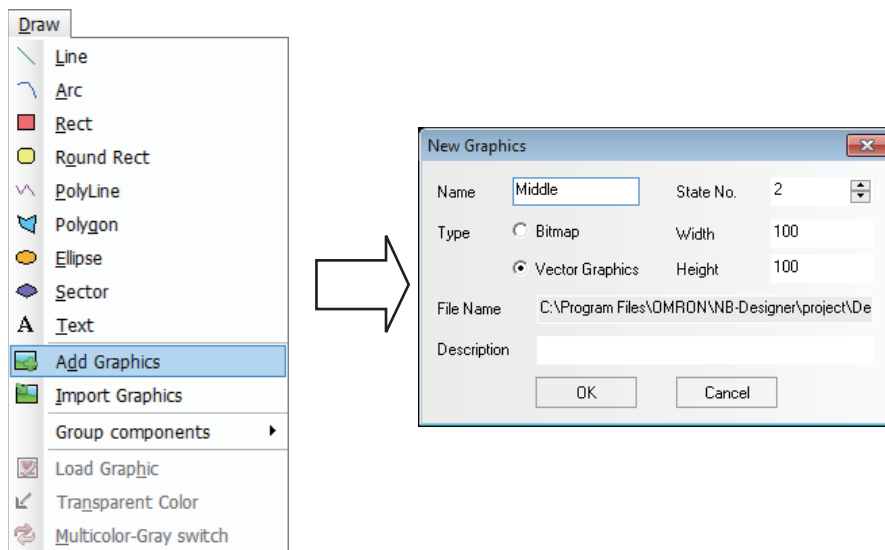 Draw
Line
Arc
Rect
Round Rect
PolyLine
Polygon
Ellipse
Sector
A Text
Add Graphics
Import Graphics
Group components
Load Graphic
Transparent Color
Multicolor-Gray switch
New Graphics
Name Middle State No. 2
Type Bitmap Width 100
Vector Graphics Height 100
File Name C:\Program Files\OMRON\NB-Designer\project\De
Description
OK Cancel